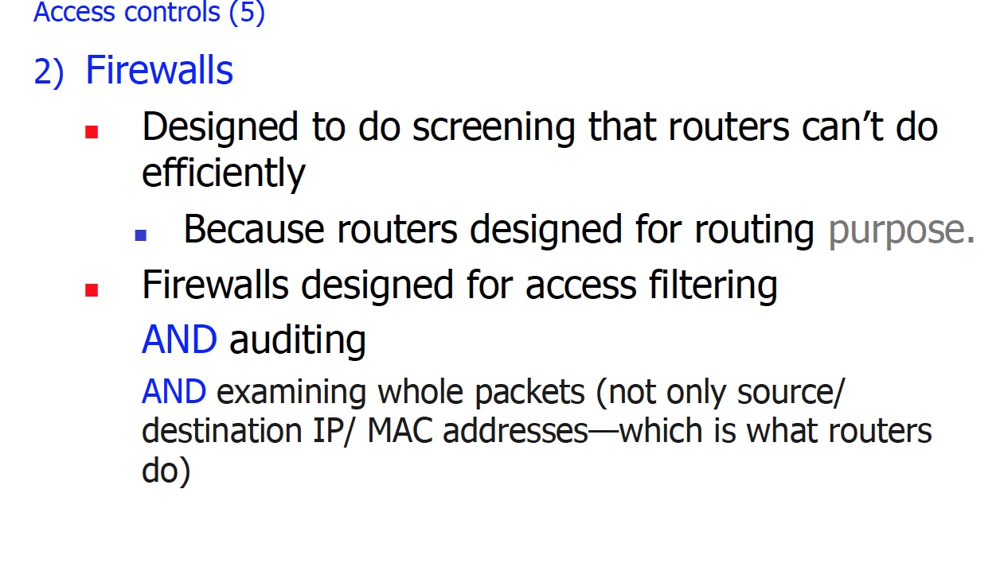 Access controls (5)
2) Firewalls
▪ Designed to do screening that routers can’t do
efficiently
▪ Because routers designed for routing purpose.
▪ Firewalls designed for access filtering
AND auditing
AND examining whole packets (not only source/
destination IP/ MAC addresses—which is what routers
do)